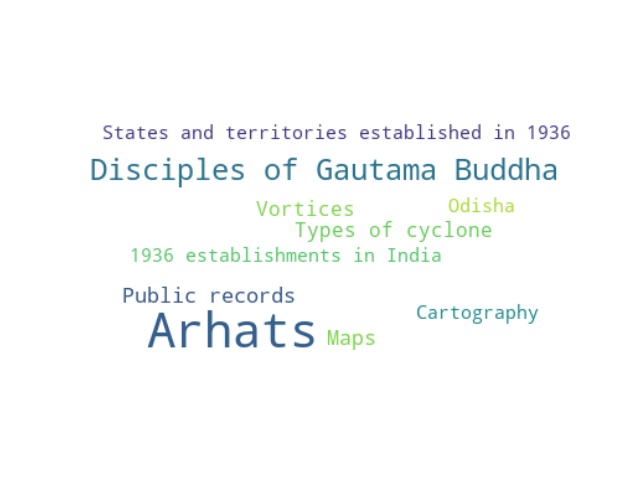 States and territories established in 1936
Disciples of Gautama Buddha
Vortices
Odisha
Types of cyclone
1936 establishments in India
Public records
Cartography
Arhats
Maps